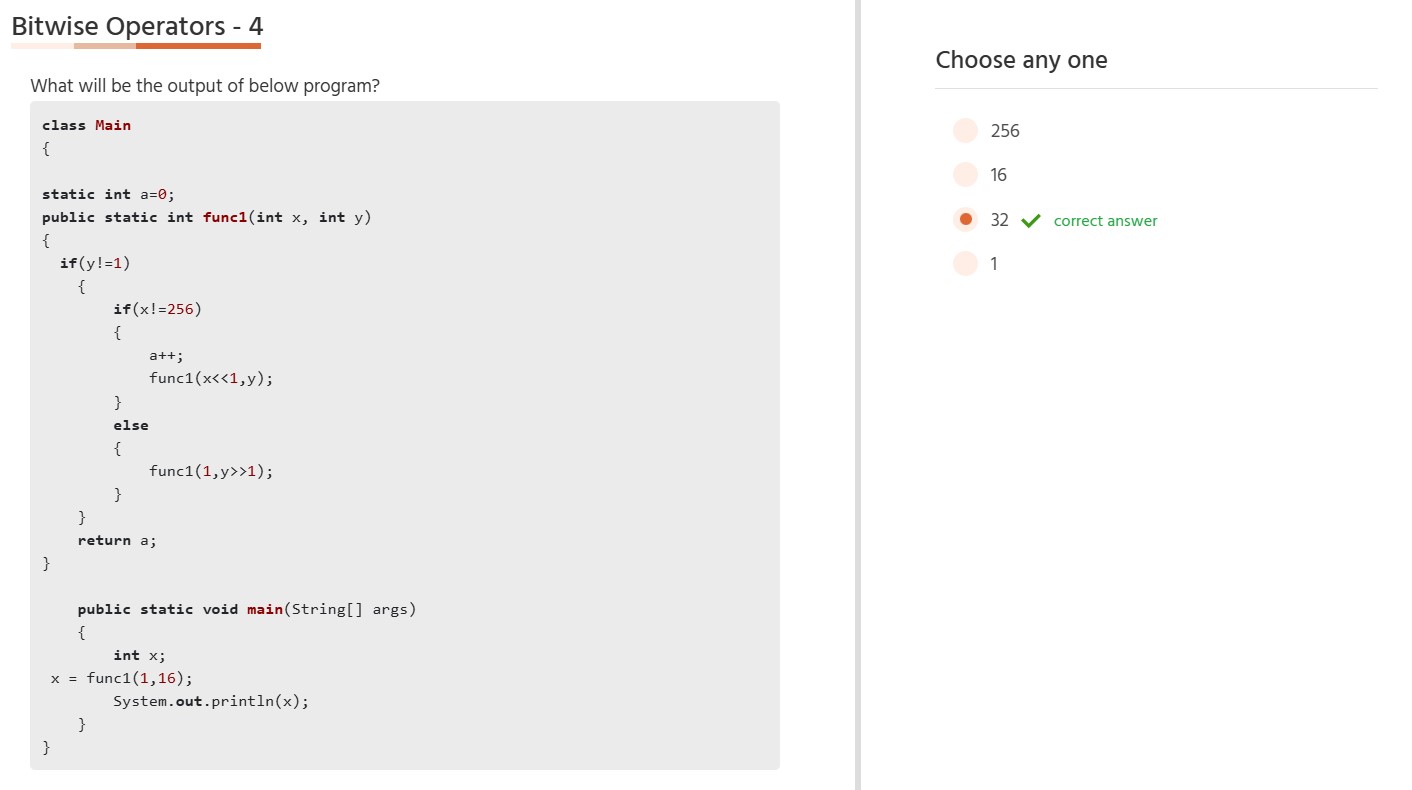 Bitwise Operators - 4
What will be the output of below program?
class Main
{
static int a=0;
public static int func1(int x, int y)
{
  if(y!=1)
    {
        if(x!=256)
        {
            a++;
            func1(x<<1,y);
        }
        else
        {
            func1(1,y>>1);
        }
    }
    return a;
}
    public static void main(String[] args)
    {
        int x;
 x = func1(1,16);
        System.out.println(x);
    }
}
Choose any one
256
16
32 correct answer
1